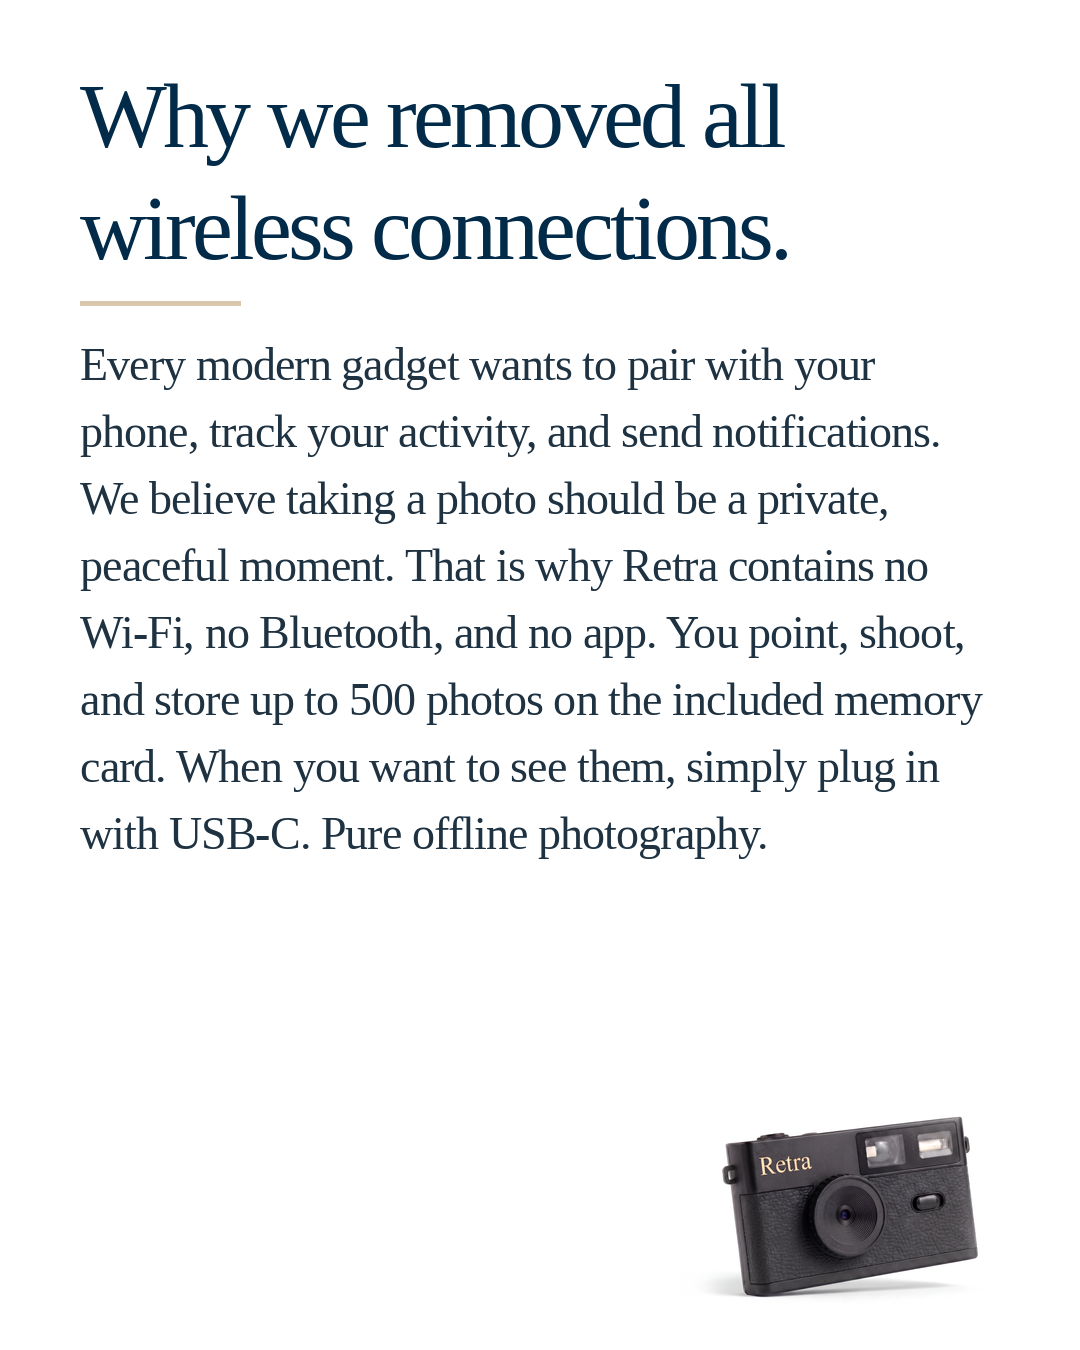 Why we removed all
wireless connections.
Every modern gadget wants to pair with your
phone, track your activity, and send notifications.
We believe taking a photo should be a private,
peaceful moment. That is why Retra contains no
Wi-Fi, no Bluetooth, and no app. You point, shoot,
and store up to 500 photos on the included memory
card. When you want to see them, simply plug in
with USB-C. Pure offline photography.
Retra